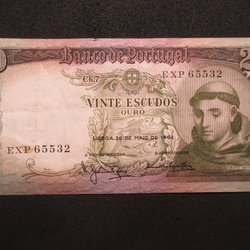 Banco de Portugal
CH.7 EXP 65532
VINTE ESCUDOS
OURO
LISBOA, 26 DE MAIO DE 1964
EXP 65532